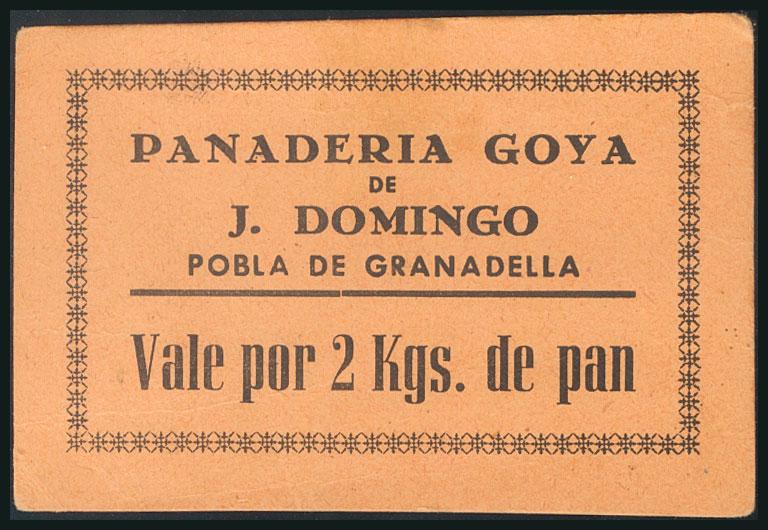 PANADERIA GOYA
DE
J. DOMINGO
POBLA DE GRANADELLA
Vale por 2 Kgs. de pan